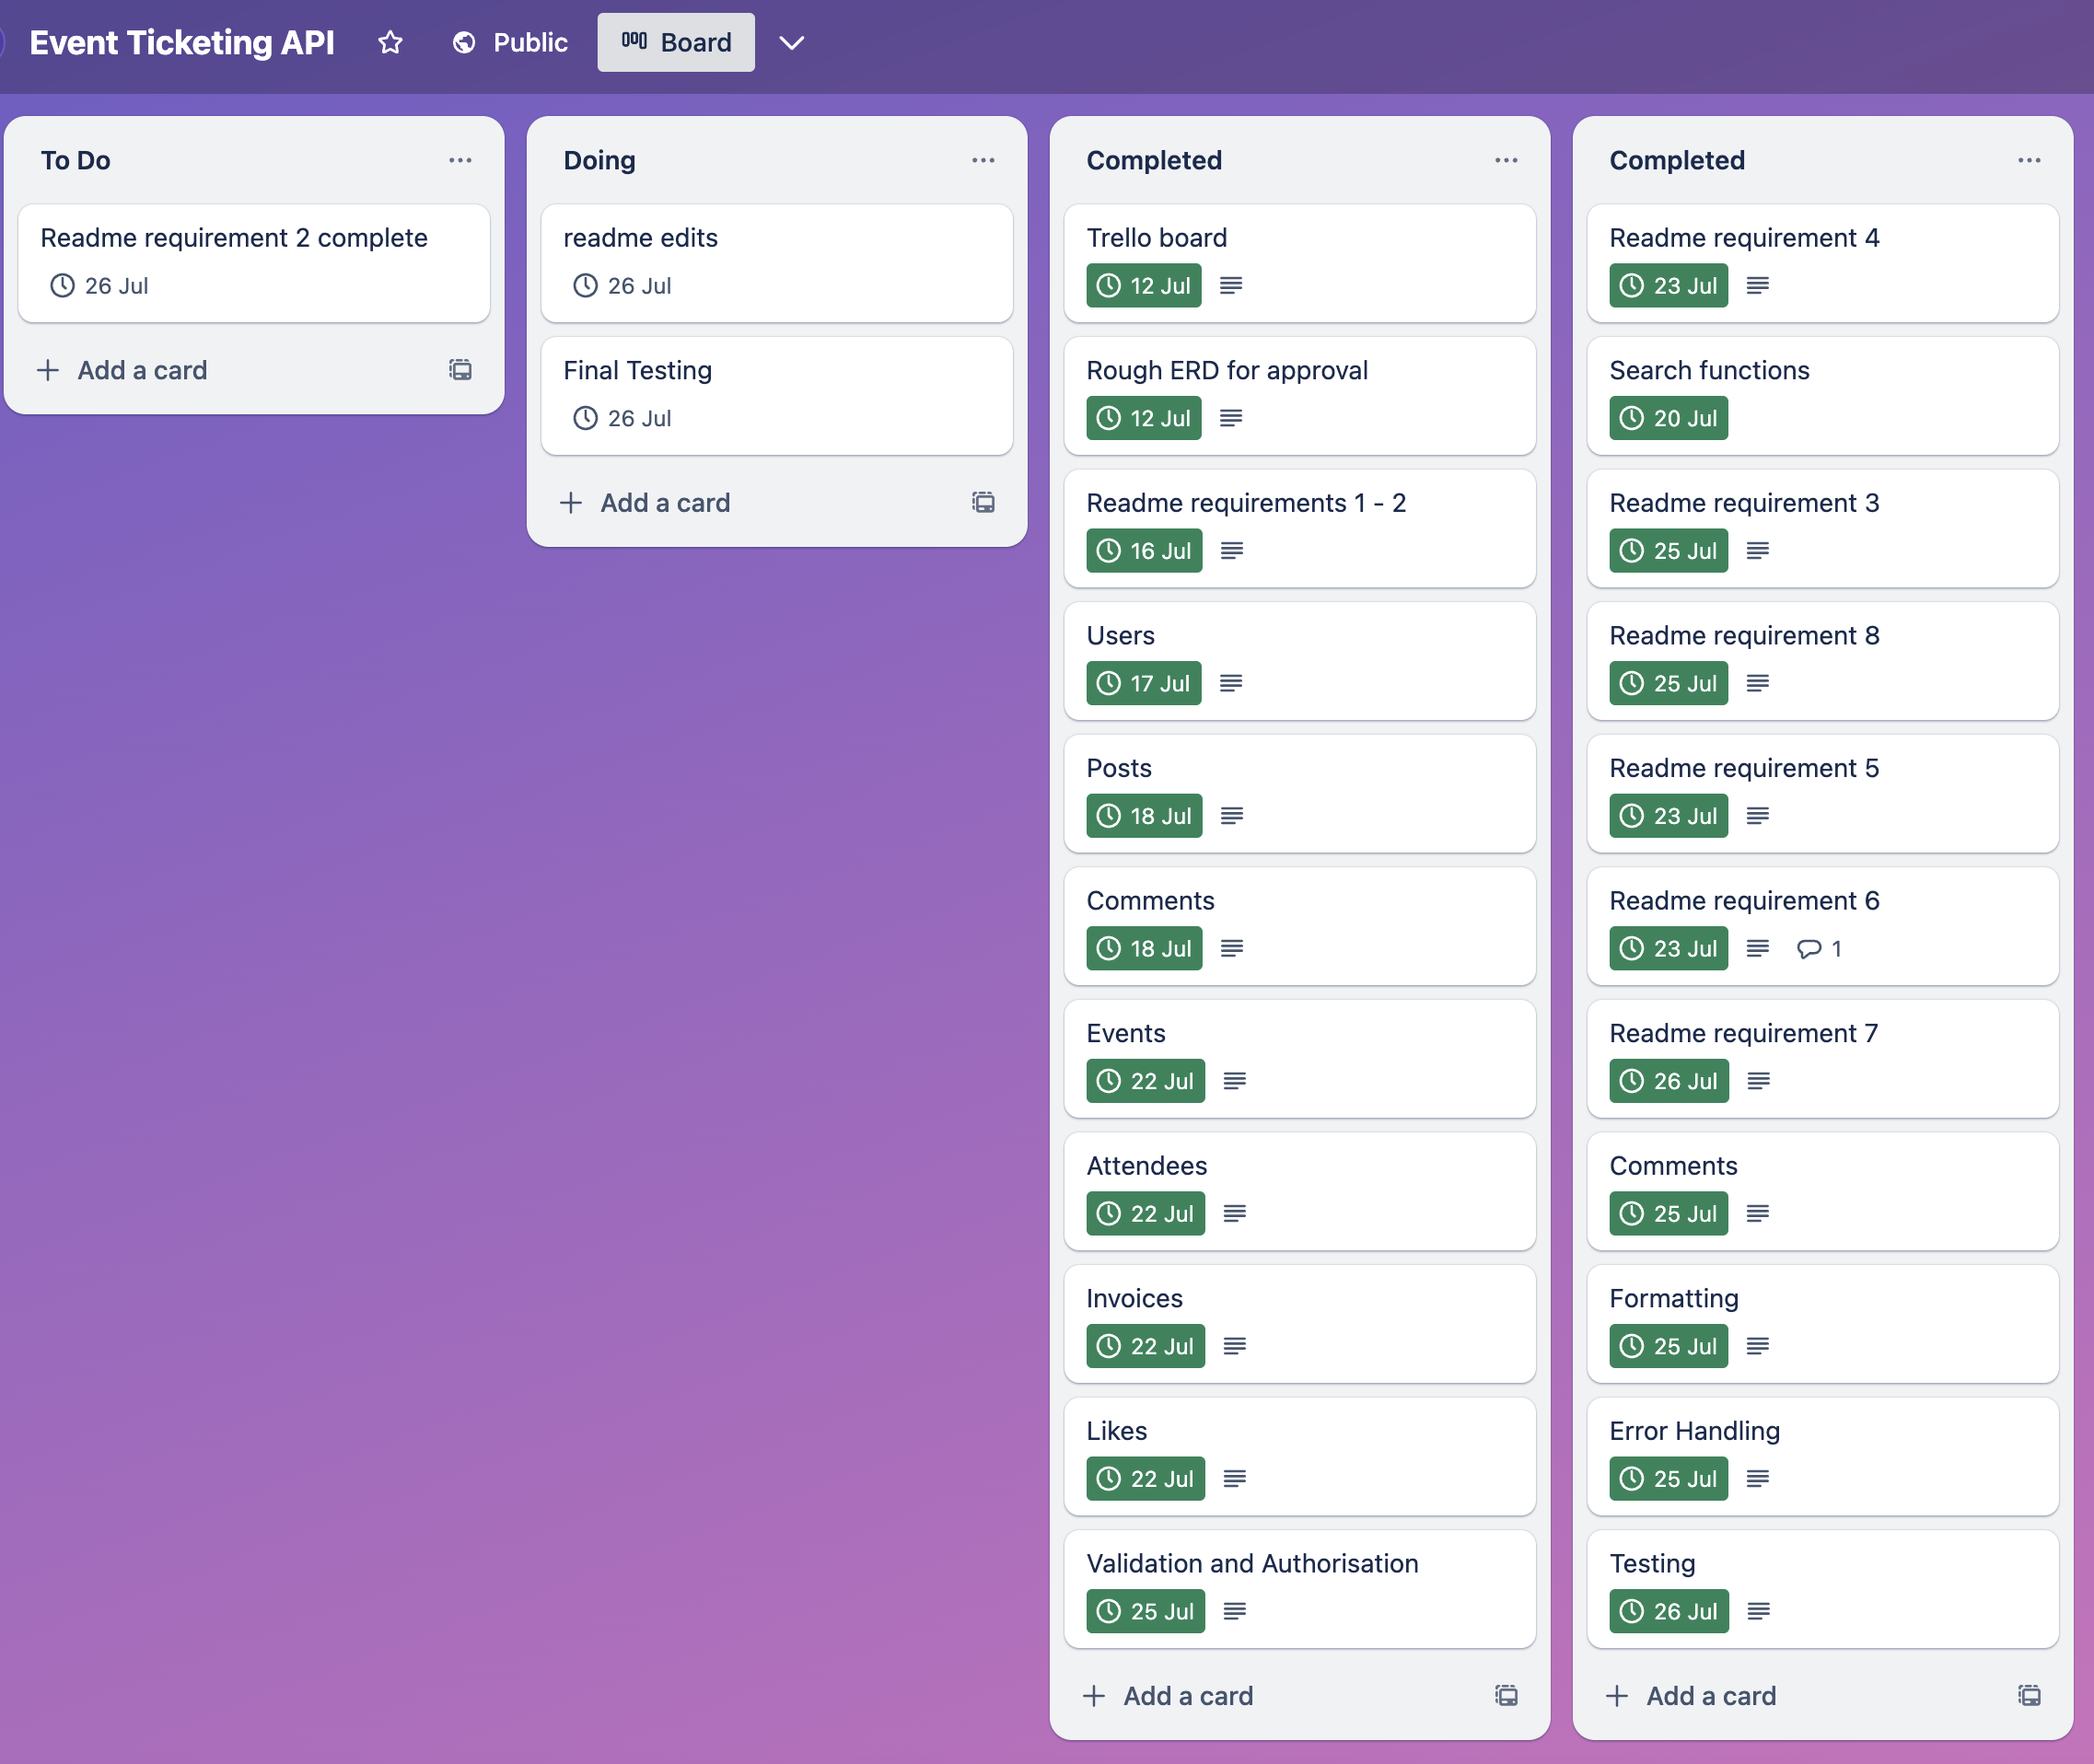 Event Ticketing API
Public
Board
To Do
Readme requirement 2 complete
26 Jul
Add a card
Doing
readme edits
26 Jul
Final Testing
26 Jul
Add a card
Completed
Trello board
12 Jul
Rough ERD for approval
12 Jul
Readme requirements 1 - 2
16 Jul
Users
17 Jul
Posts
18 Jul
Comments
18 Jul
Events
22 Jul
Attendees
22 Jul
Invoices
22 Jul
Likes
22 Jul
Validation and Authorisation
25 Jul
Add a card
Completed
Readme requirement 4
23 Jul
Search functions
20 Jul
Readme requirement 3
25 Jul
Readme requirement 8
25 Jul
Readme requirement 5
23 Jul
Readme requirement 6
23 Jul 1
Readme requirement 7
26 Jul
Comments
25 Jul
Formatting
25 Jul
Error Handling
25 Jul
Testing
26 Jul
Add a card